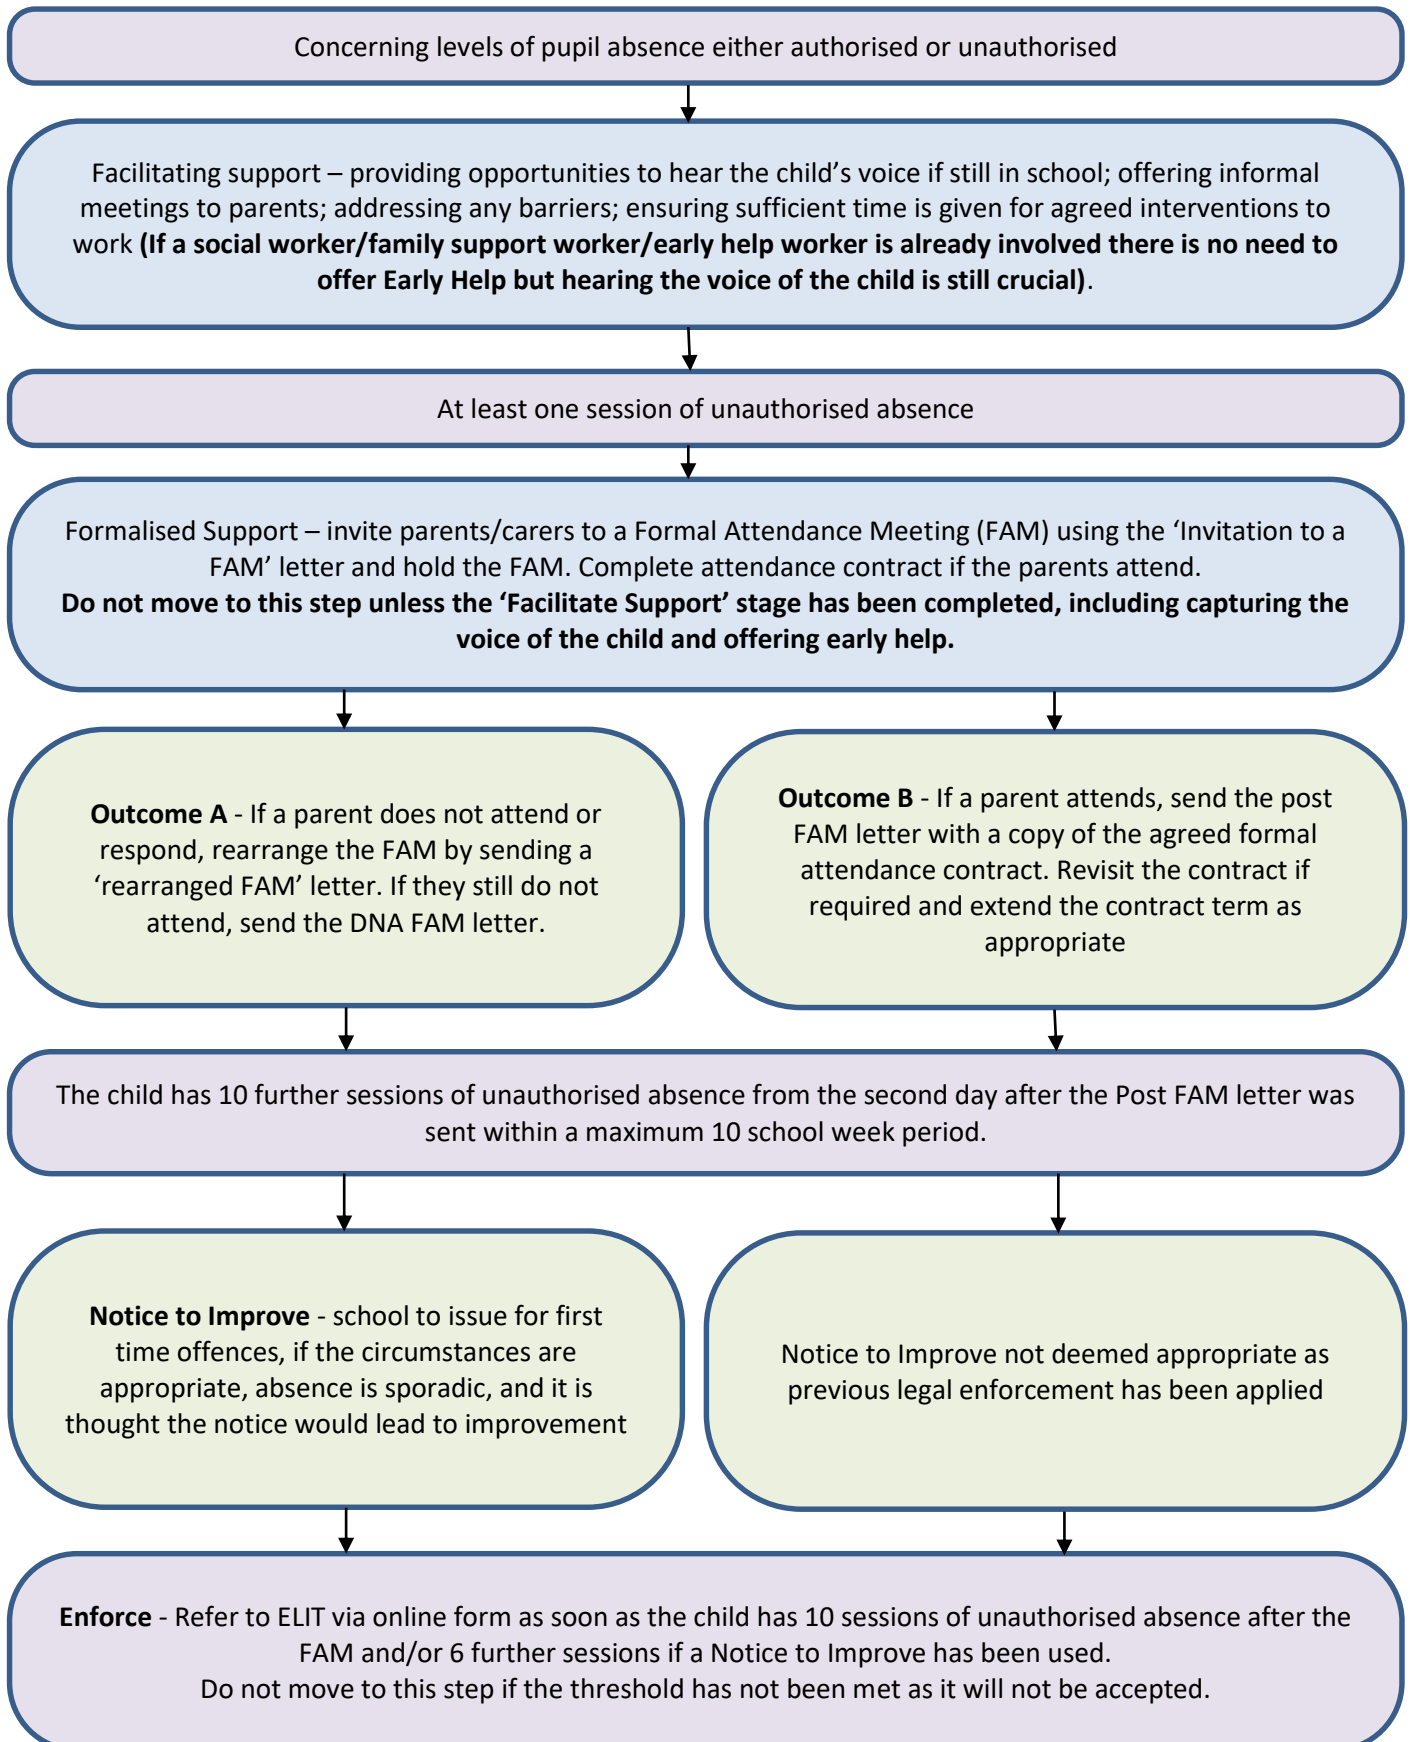 Concerning levels of pupil absence either authorised or unauthorised
Facilitating support – providing opportunities to hear the child’s voice if still in school; offering informal
meetings to parents; addressing any barriers; ensuring sufficient time is given for agreed interventions to
work (If a social worker/family support worker/early help worker is already involved there is no need to
offer Early Help but hearing the voice of the child is still crucial).
At least one session of unauthorised absence
Formalised Support – invite parents/carers to a Formal Attendance Meeting (FAM) using the ‘Invitation to a
FAM’ letter and hold the FAM. Complete attendance contract if the parents attend.
Do not move to this step unless the ‘Facilitate Support’ stage has been completed, including capturing the
voice of the child and offering early help.
Outcome A - If a parent does not attend or
respond, rearrange the FAM by sending a
‘rearranged FAM’ letter. If they still do not
attend, send the DNA FAM letter.
Outcome B - If a parent attends, send the post
FAM letter with a copy of the agreed formal
attendance contract. Revisit the contract if
required and extend the contract term as
appropriate
The child has 10 further sessions of unauthorised absence from the second day after the Post FAM letter was
sent within a maximum 10 school week period.
Notice to Improve - school to issue for first
time offences, if the circumstances are
appropriate, absence is sporadic, and it is
thought the notice would lead to improvement
Notice to Improve not deemed appropriate as
previous legal enforcement has been applied
Enforce - Refer to ELIT via online form as soon as the child has 10 sessions of unauthorised absence after the
FAM and/or 6 further sessions if a Notice to Improve has been used.
Do not move to this step if the threshold has not been met as it will not be accepted.